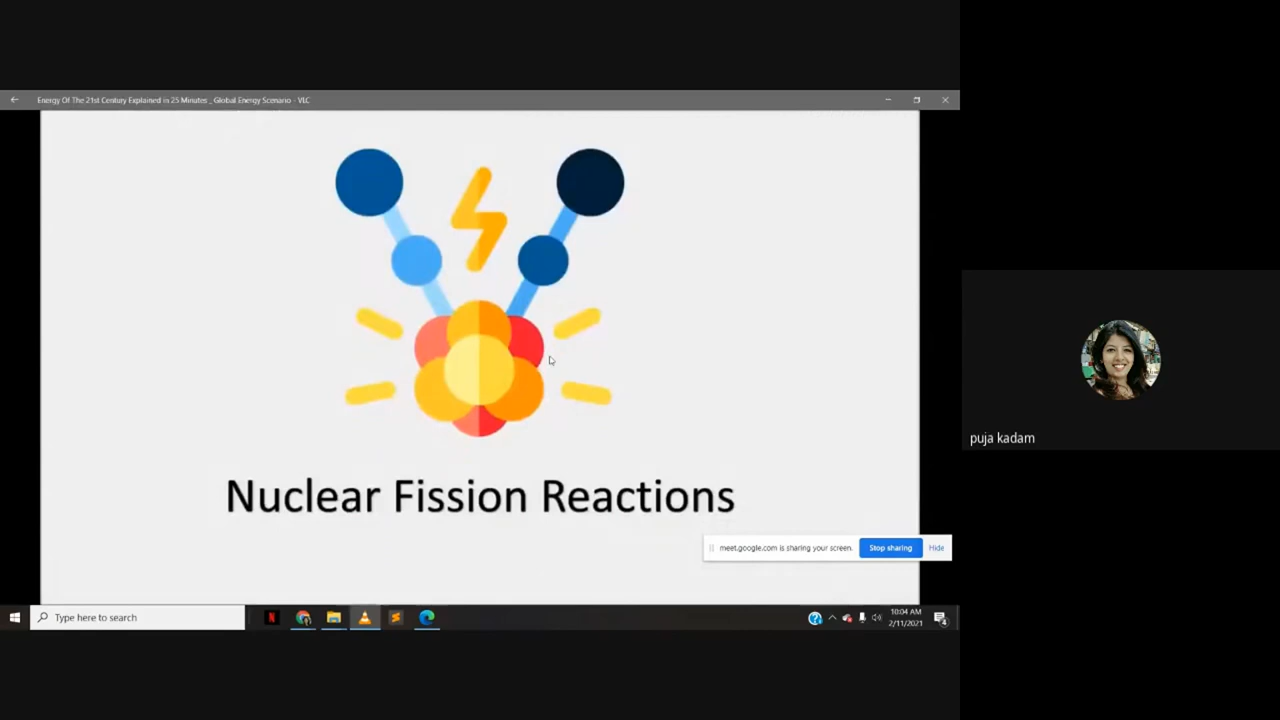 Energy Of The 21st Century Explained in 25 Minutes _ Global Energy Scenario - VLC
Nuclear Fission Reactions
puja kadam
meet.google.com is sharing your screen.
Stop sharing
Hide
Type here to search
10:04 AM
2/11/2021
4